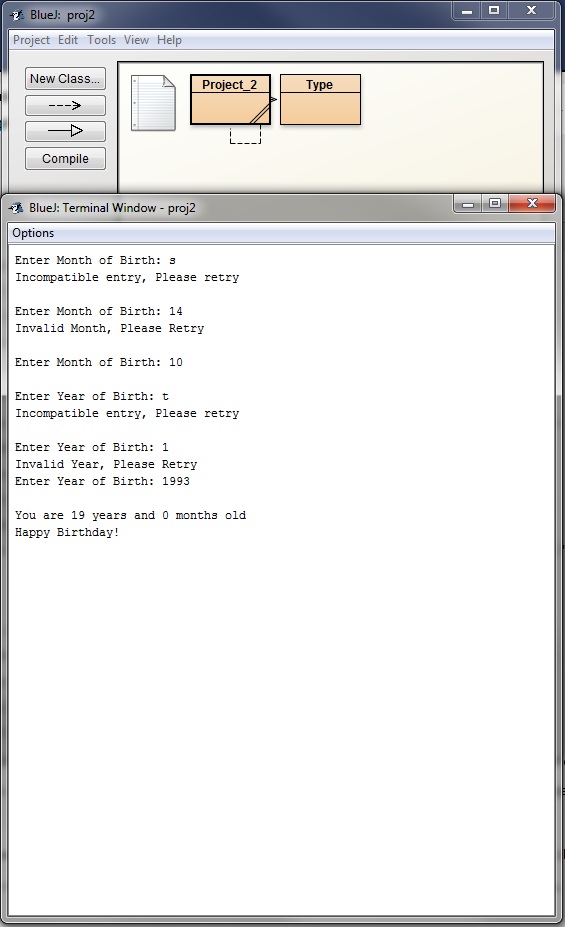 BlueJ: proj2
Project Edit Tools View Help
New Class...
Compile
Project_2
Type
BlueJ: Terminal Window - proj2
Options
Enter Month of Birth: s
Incompatible entry, Please retry
Enter Month of Birth: 14
Invalid Month, Please Retry
Enter Month of Birth: 10
Enter Year of Birth: t
Incompatible entry, Please retry
Enter Year of Birth: 1
Invalid Year, Please Retry
Enter Year of Birth: 1993
You are 19 years and 0 months old
Happy Birthday!